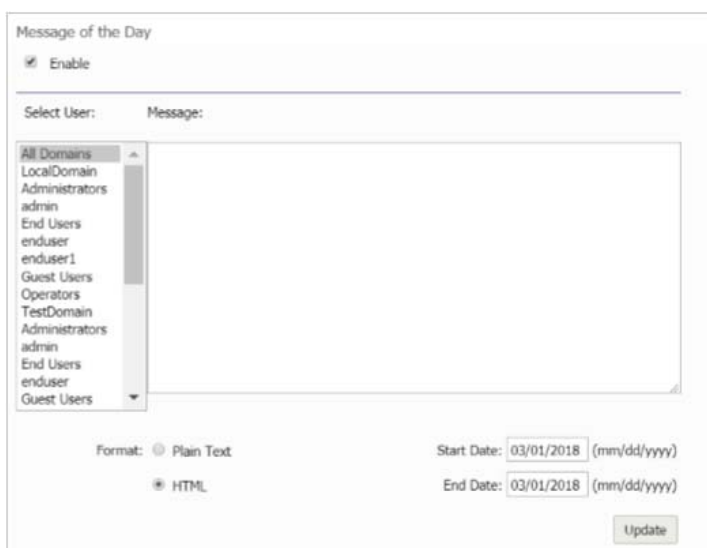 Message of the Day
Enable
Select User: Message:
All Domains
LocalDomain
Administrators
admin
End Users
enduser
enduser1
Guest Users
Operators
TestDomain
Administrators
admin
End Users
enduser
Guest Users
Format: Plain Text Start Date: 03/01/2018 (mm/dd/yyyy)
HTML End Date: 03/01/2018 (mm/dd/yyyy)
Update